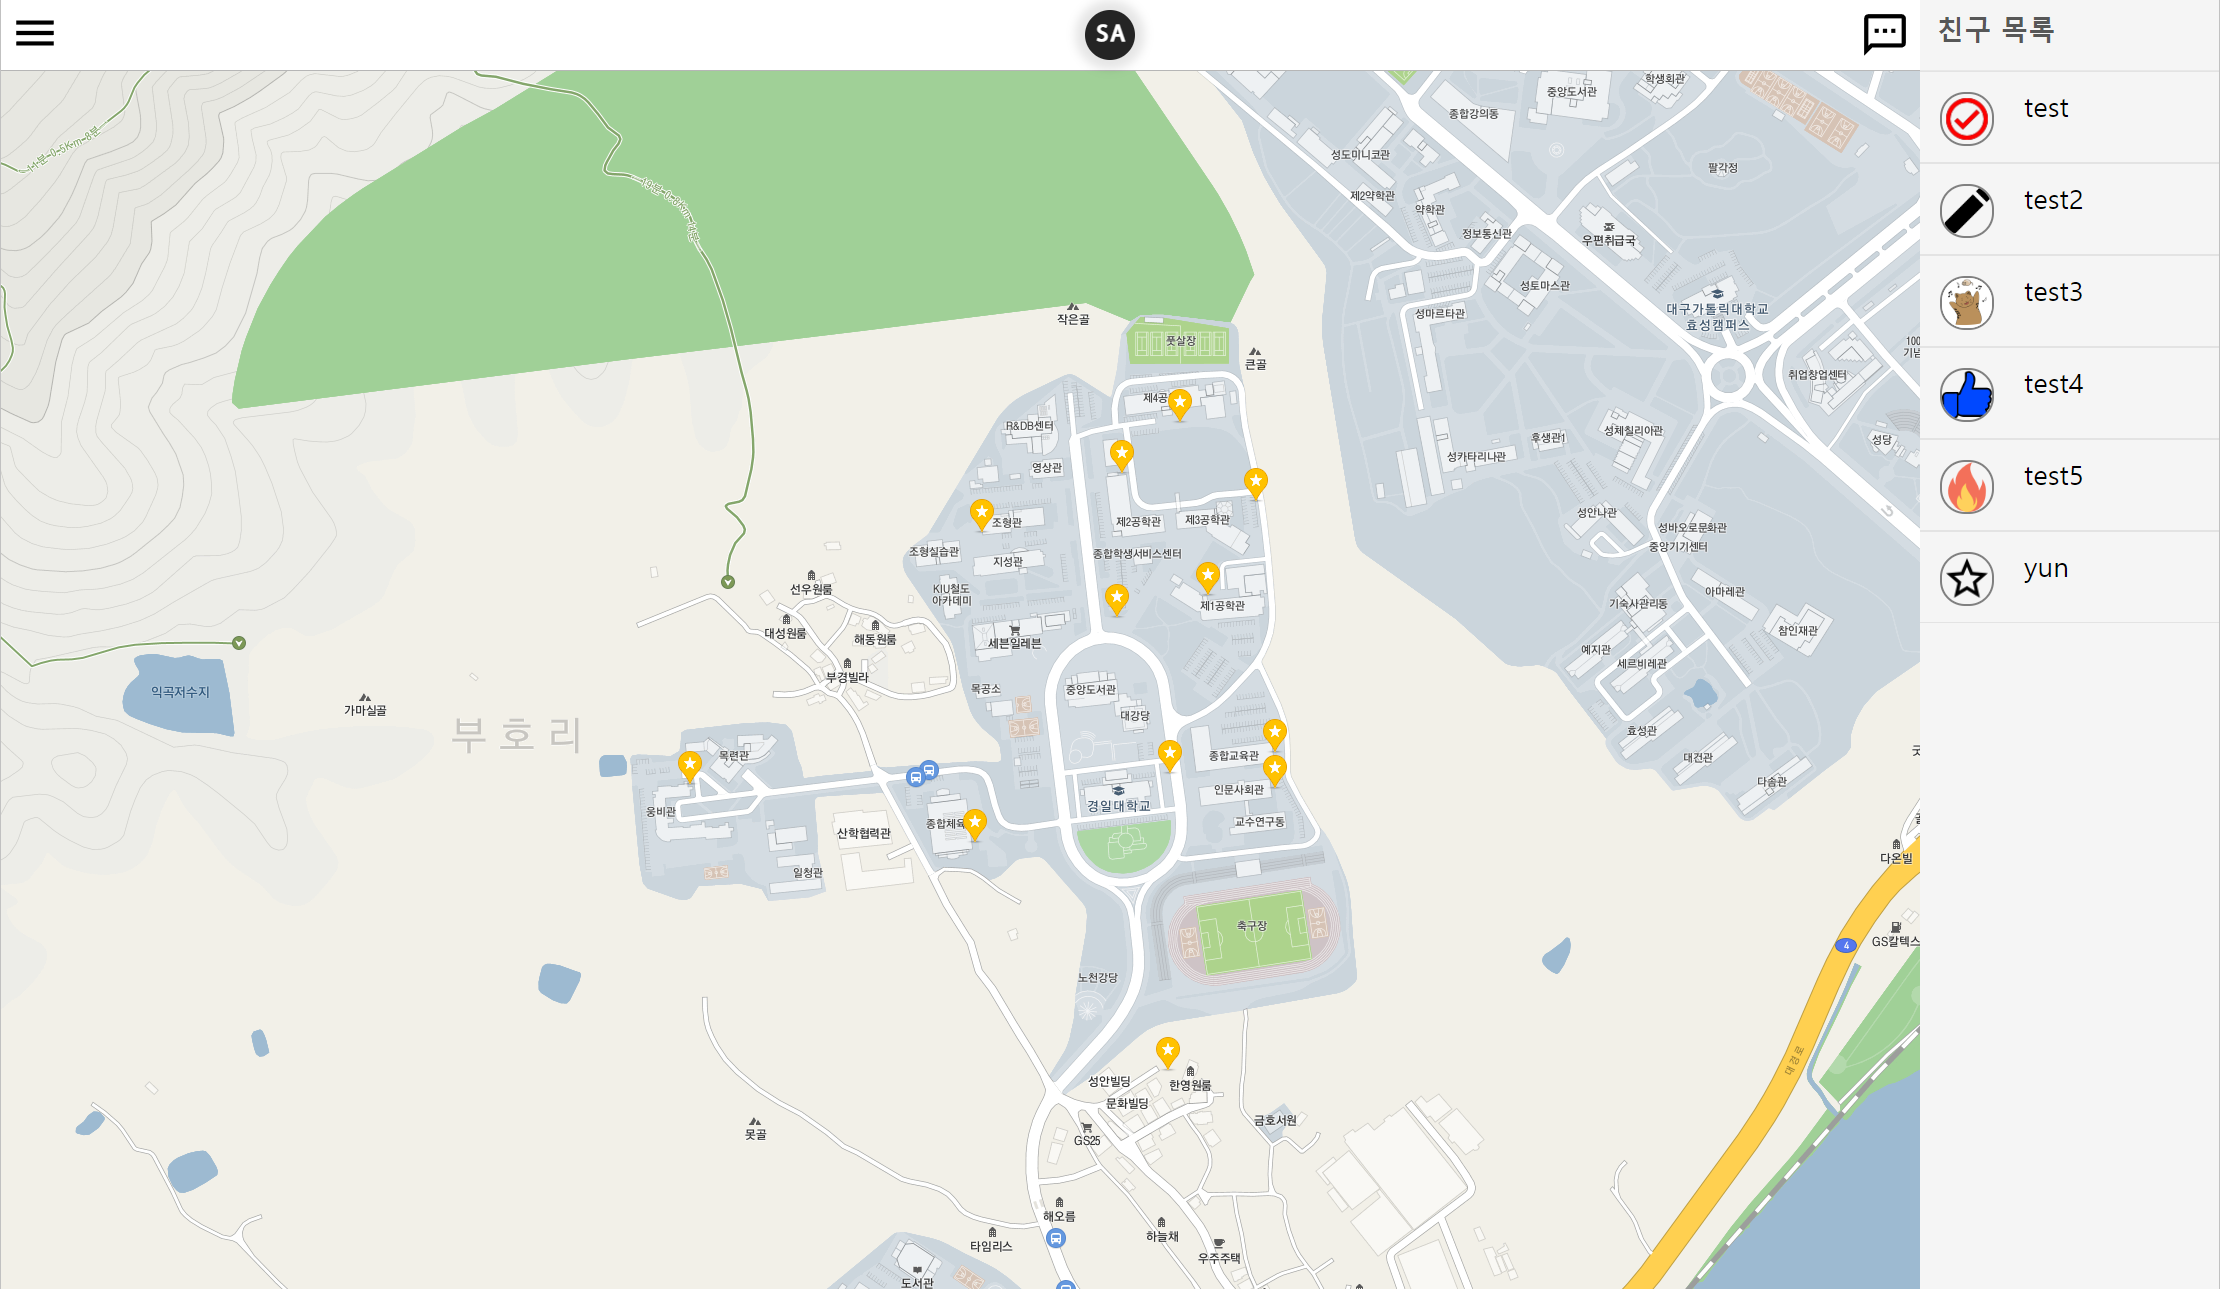 SA
친구 목록
test
test2
test3
test4
test5
yun
학생회관
중앙도서관
종합강의동
성도미니코관
팔각정
제2약학관
약학관
정보통신관
우편취급국
성토마스관
대구가톨릭대학교
효성캠퍼스
성마르타관
작은골
풋살장
큰골
취업창업센터
제4공
R&DB센터
후생관1
성체칠리아관
성당
성카타리나관
영상관
조형관
제2공학관
제3공학관
성안나관
성바오로문화관
중앙기기센터
조형실습관
지성관
종합학생서비스센터
KIU철도
아카데미
선우원룸
제1공학관
기숙사관리동
아마레관
대성원룸
해동원룸
세븐일레븐
참인재관
예지관
세르비레관
부경빌라
목공소
중앙도서관
대강당
익곡저수지
가마실골
부호리
효성관
목련관
종합교육관
대건관
다솜관
인문사회관
경일대학교
웅비관
산학협력관
종합체육
교수연구동
일청관
다온빌
축구장
4
GS칼텍스
노천강당
대경로
성안빌딩
한영원룸
문화빌딩
금호서원
못골
GS25
해오름
하늘채
타임리스
우주주택
도서관